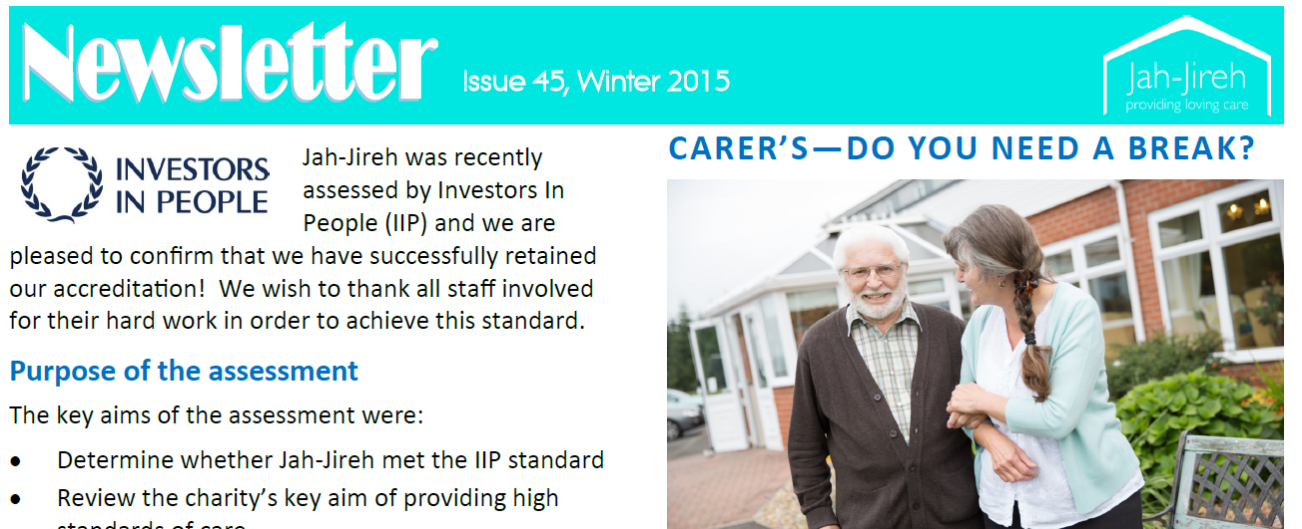 Newsletter Issue 45, Winter 2015
Jah-Jireh
providing loving care
INVESTORS
IN PEOPLE
Jah-Jireh was recently
assessed by Investors In
People (IIP) and we are
pleased to confirm that we have successfully retained
our accreditation!  We wish to thank all staff involved
for their hard work in order to achieve this standard.
Purpose of the assessment
The key aims of the assessment were:
• Determine whether Jah-Jireh met the IIP standard
• Review the charity's key aim of providing high
standards of care
CARER'S—DO YOU NEED A BREAK?